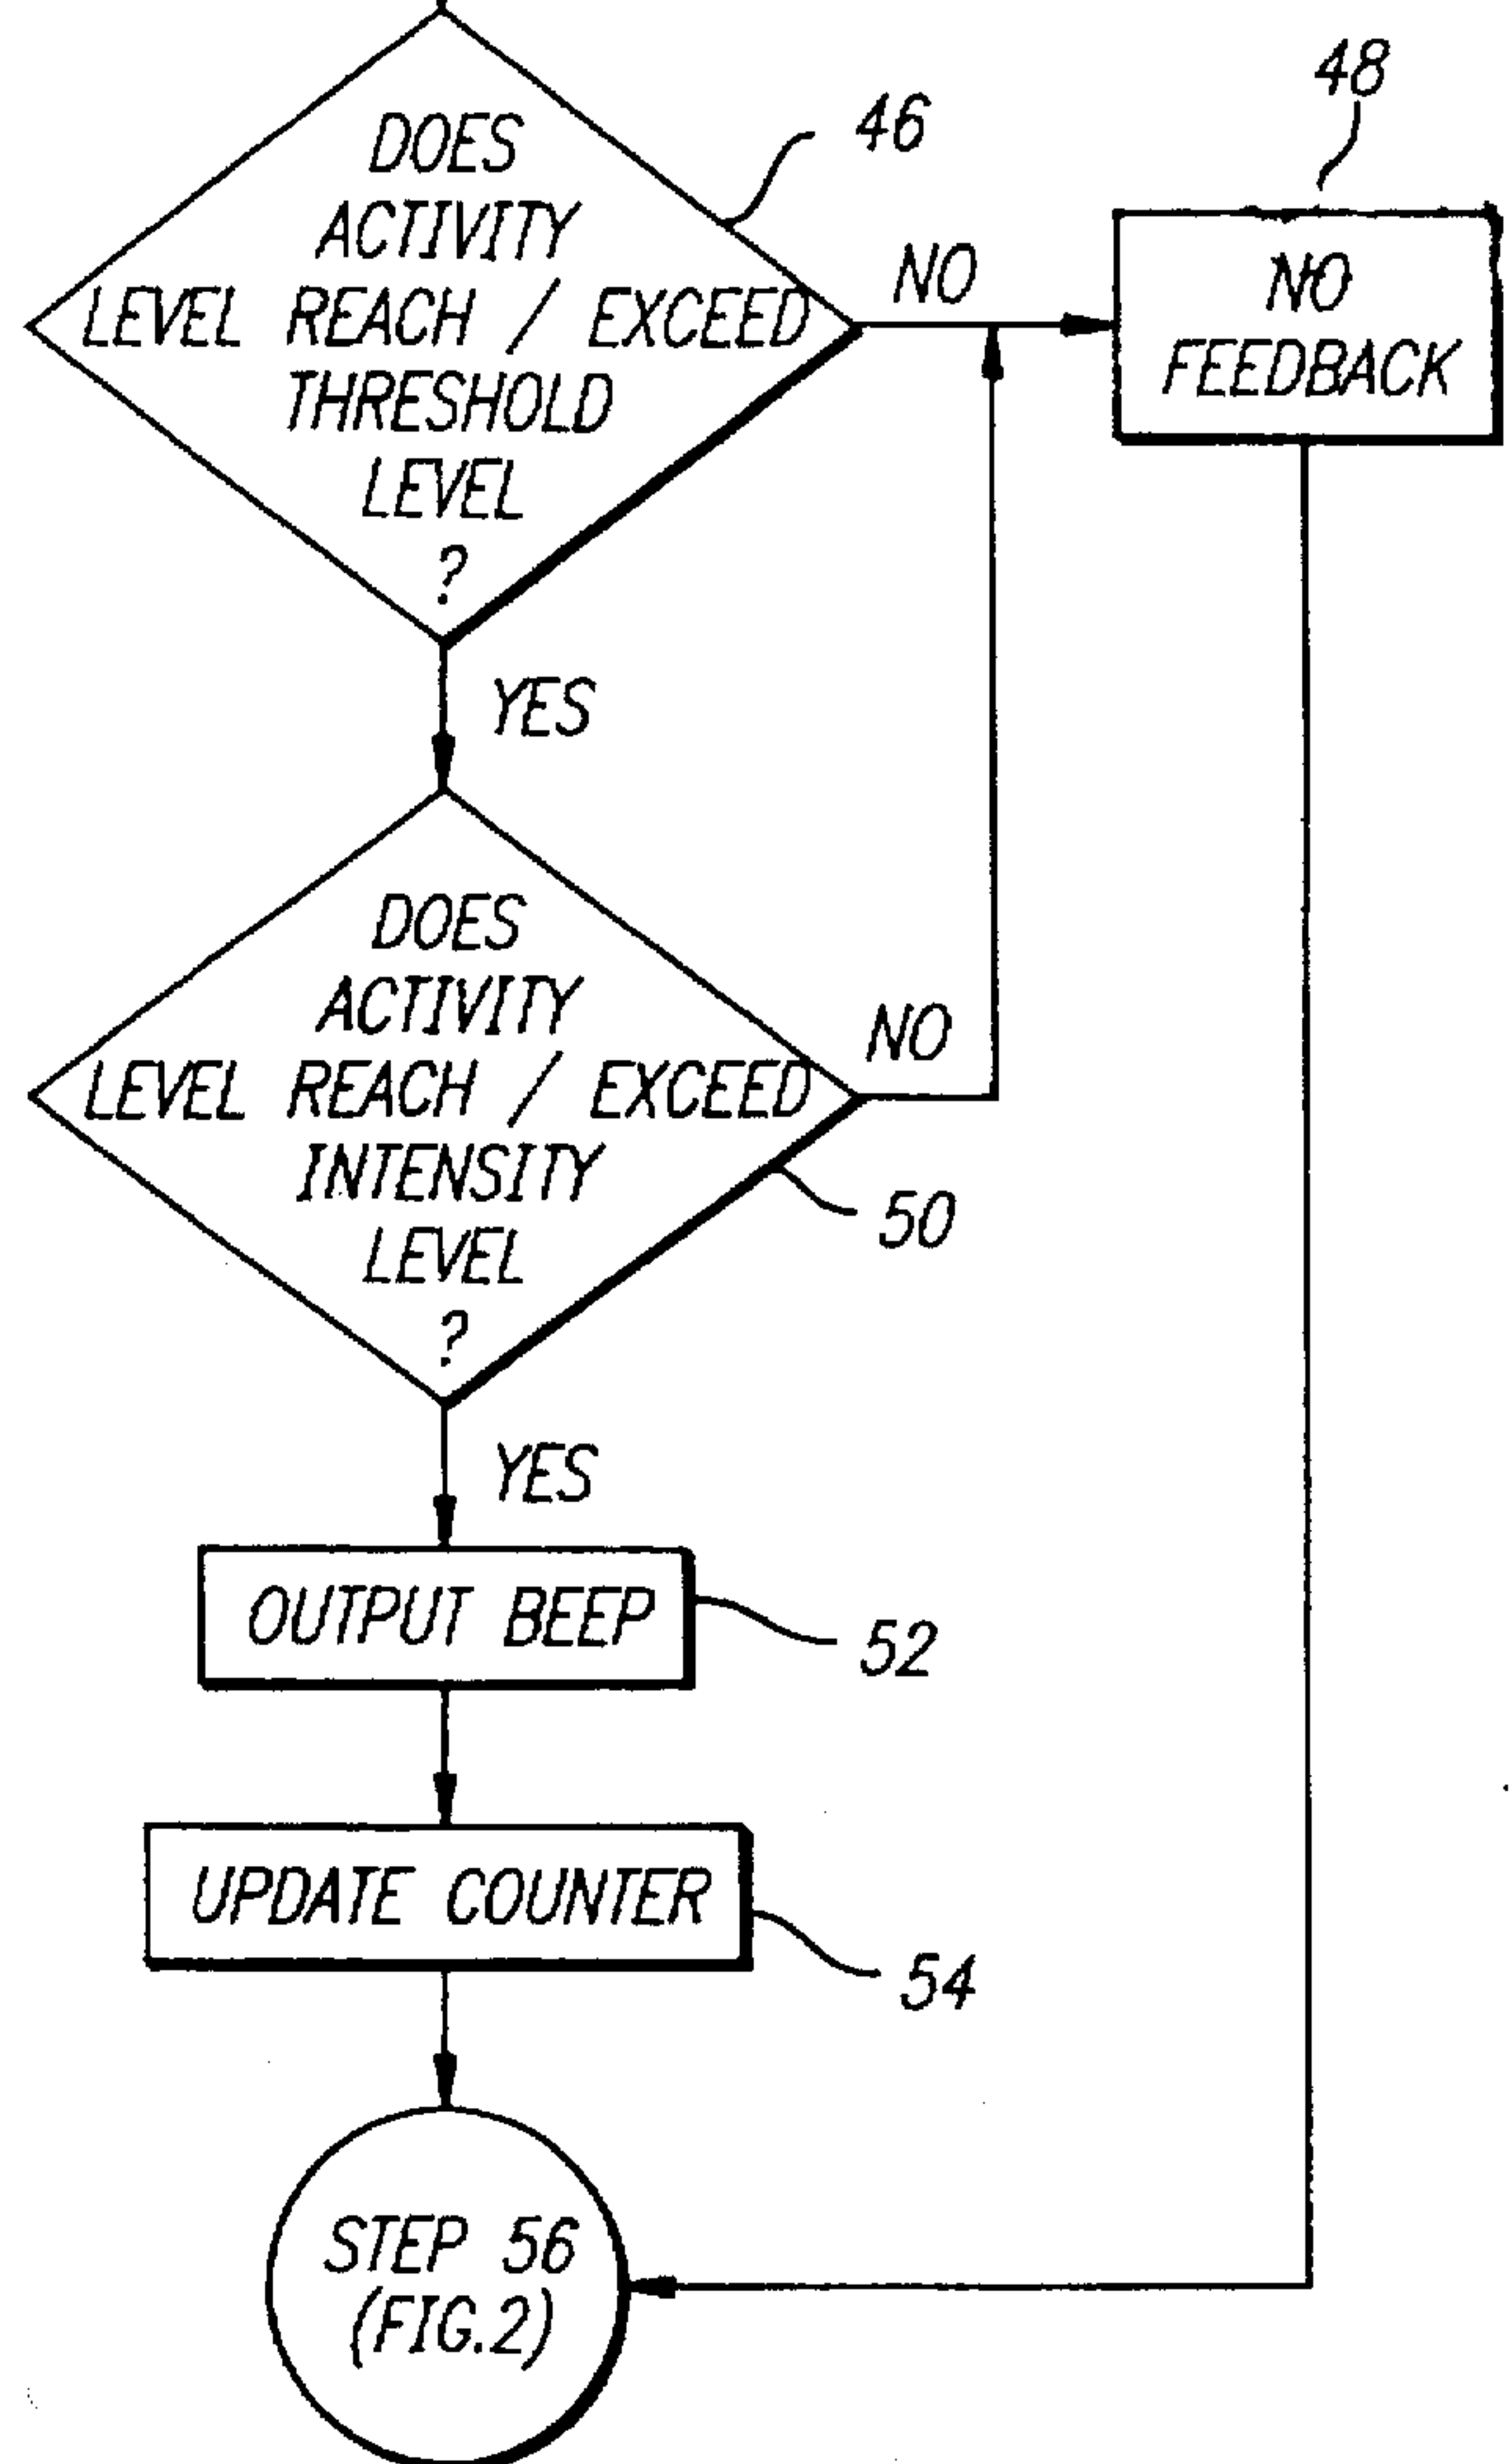 48
46
DOES
ACTIVITY
LEVEL REACH / EXCEED
THRESHOLD
LEVEL
?
NO
NO
FEEDBACK
YES
DOES
ACTIVITY
LEVEL REACH / EXCEED
INTENSITY
LEVEL
?
NO
50
YES
OUTPUT BEEP
52
UPDATE COUNTER
54
STEP 56
(FIG.2)